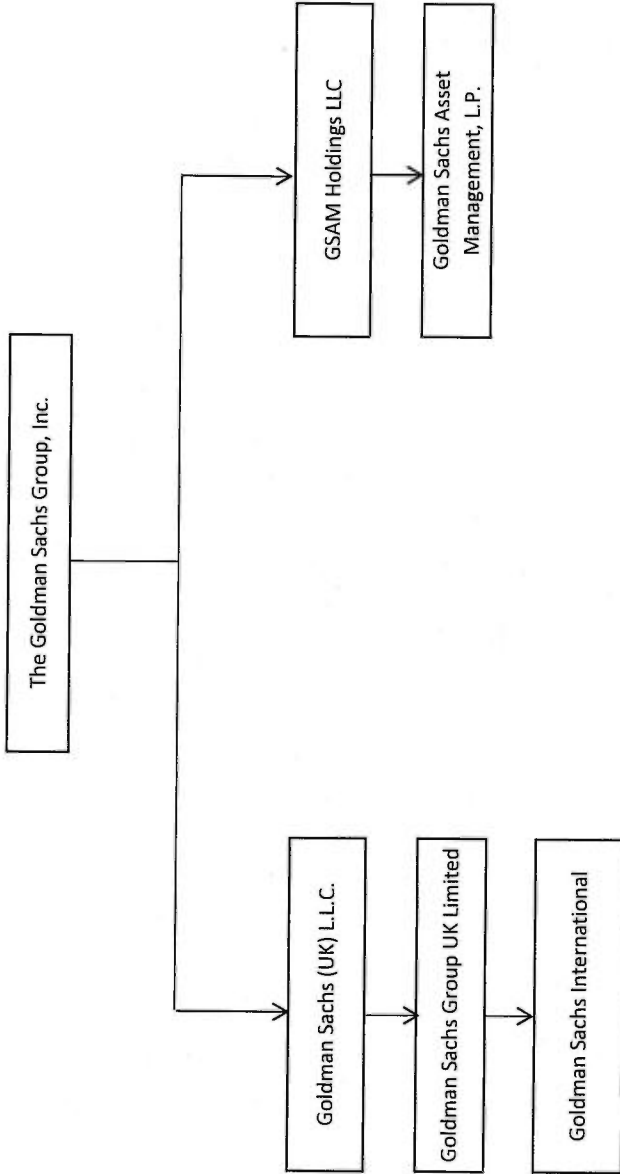 The Goldman Sachs Group, Inc.
Goldman Sachs (UK) L.L.C.
Goldman Sachs Group UK Limited
Goldman Sachs International
GSAM Holdings LLC
Goldman Sachs Asset
Management, L.P.